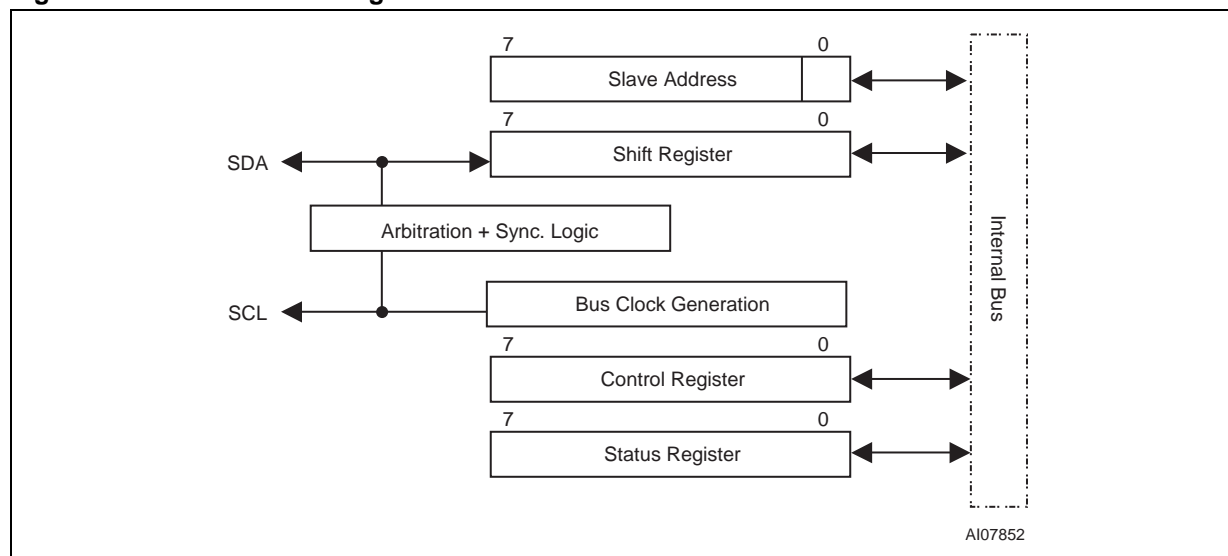 7 0
Slave Address
7 0
SDA
Shift Register
Arbitration + Sync. Logic
Internal Bus
SCL
Bus Clock Generation
7 0
Control Register
7 0
Status Register
AI07852